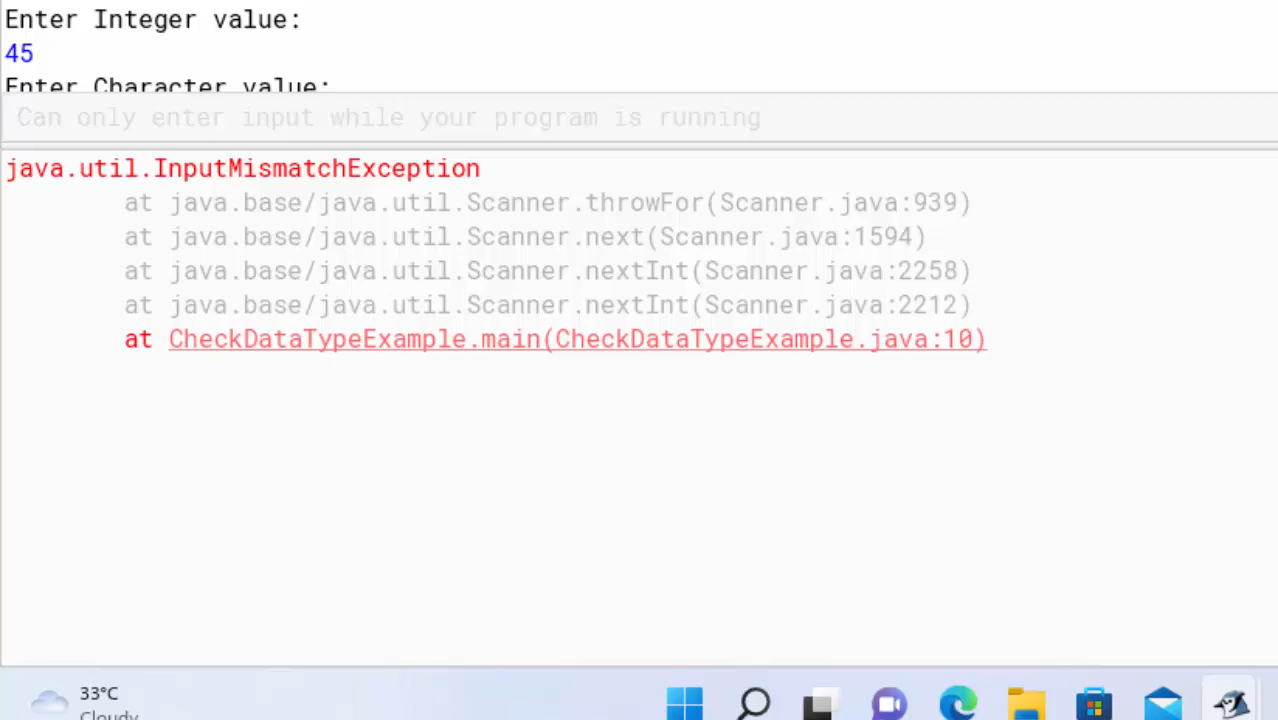 Enter Integer value:
45
Enter Character value:
Can only enter input while your program is running
java.util.InputMismatchException
at java.base/java.util.Scanner.throwFor(Scanner.java:939)
at java.base/java.util.Scanner.next(Scanner.java:1594)
at java.base/java.util.Scanner.nextInt(Scanner.java:2258)
at java.base/java.util.Scanner.nextInt(Scanner.java:2212)
at CheckDataTypeExample.main(CheckDataTypeExample.java:10)
33°C
Cloudy